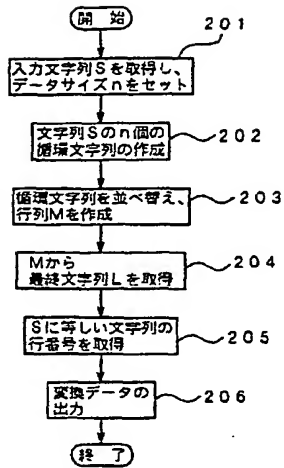 開 始
201
入力文字列Sを取得し、
データサイズnをセット
202
文字列Sのn個の
循環文字列の作成
203
循環文字列を並べ替え、
行列Mを作成
204
Mから
最終文字列Lを取得
205
Sに等しい文字列の
行番号を取得
206
変換データの
出力
終 了